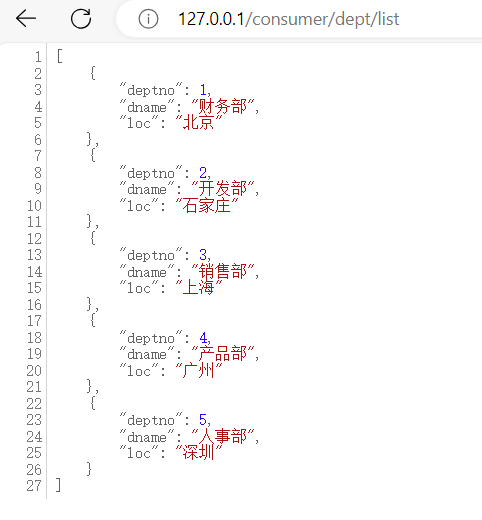 127.0.0.1/consumer/dept/list
1 [
2 {
3 "deptno": 1,
4 "dname": "财务部",
5 "loc": "北京"
6 },
7 {
8 "deptno": 2,
9 "dname": "开发部",
10 "loc": "石家庄"
11 },
12 {
13 "deptno": 3,
14 "dname": "销售部",
15 "loc": "上海"
16 },
17 {
18 "deptno": 4,
19 "dname": "产品部",
20 "loc": "广州"
21 },
22 {
23 "deptno": 5,
24 "dname": "人事部",
25 "loc": "深圳"
26 }
27 ]